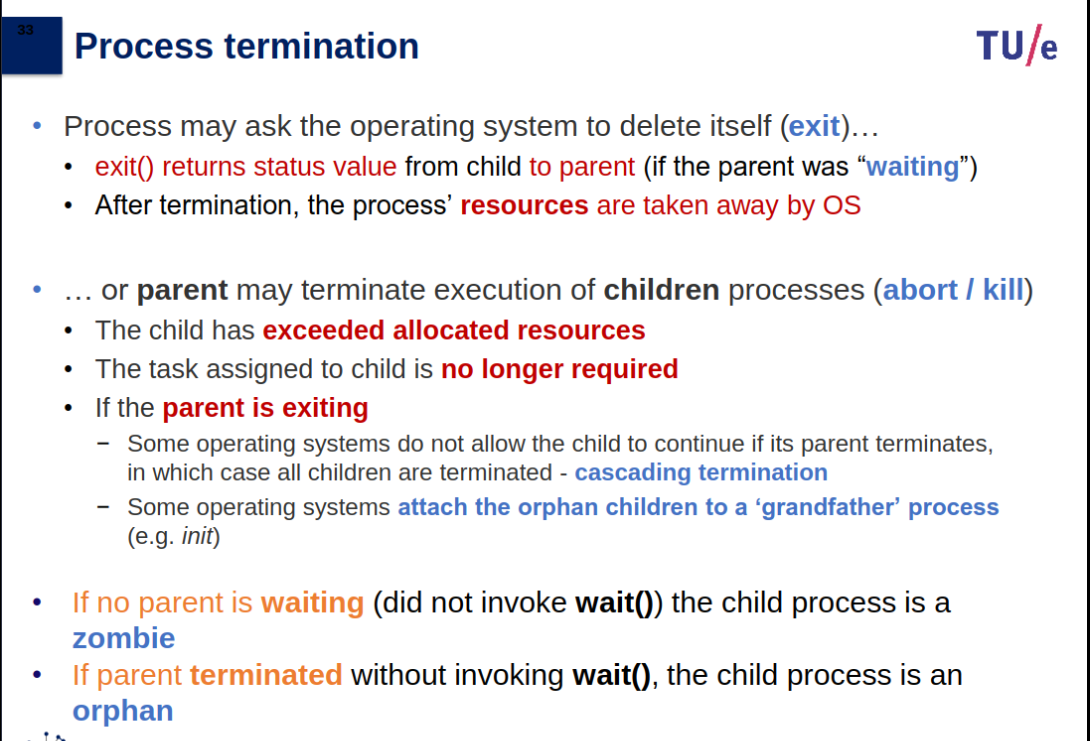 33
Process termination
TU/e
• Process may ask the operating system to delete itself (exit)…
• exit() returns status value from child to parent (if the parent was “waiting”)
• After termination, the process’ resources are taken away by OS
• … or parent may terminate execution of children processes (abort / kill)
• The child has exceeded allocated resources
• The task assigned to child is no longer required
• If the parent is exiting
– Some operating systems do not allow the child to continue if its parent terminates,
in which case all children are terminated - cascading termination
– Some operating systems attach the orphan children to a ‘grandfather’ process
(e.g. init)
• If no parent is waiting (did not invoke wait()) the child process is a
zombie
• If parent terminated without invoking wait(), the child process is an
orphan